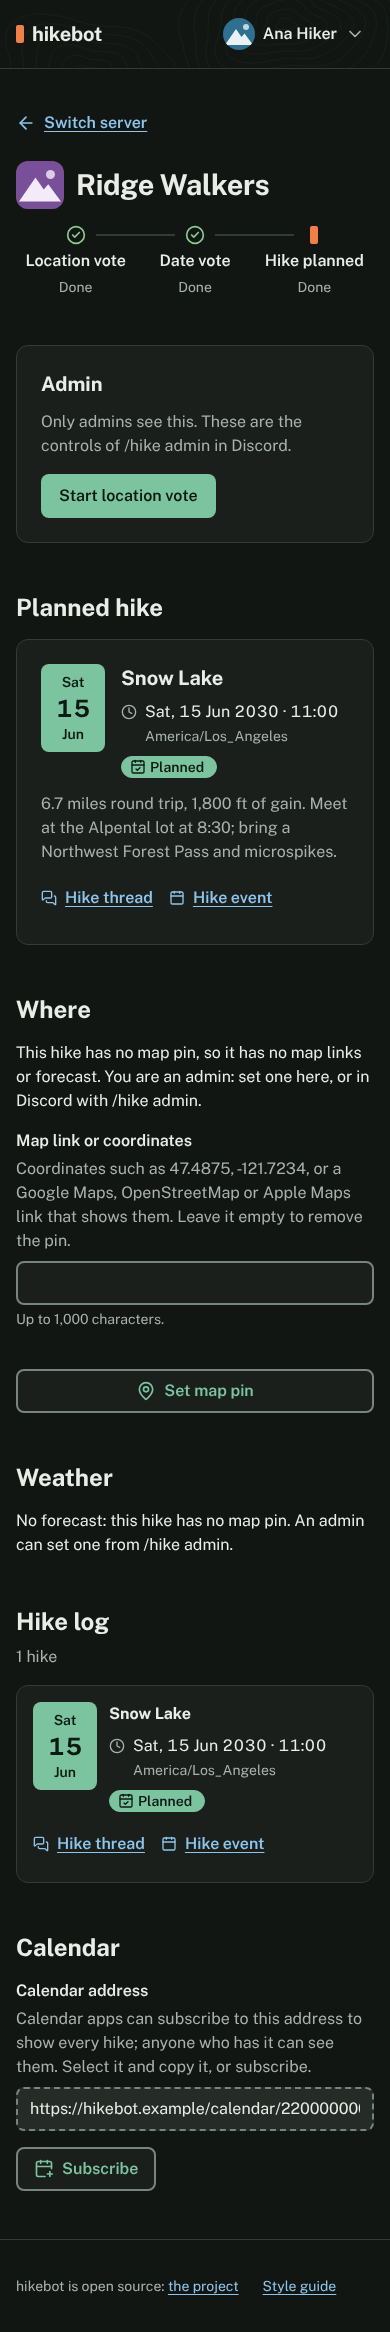 hikebot
Ana Hiker
Switch server
Ridge Walkers
Location vote
Done
Date vote
Done
Hike planned
Done
Admin
Only admins see this. These are the
controls of /hike admin in Discord.
Start location vote
Planned hike
Sat
15
Jun
Snow Lake
Sat, 15 Jun 2030 · 11:00
America/Los_Angeles
Planned
6.7 miles round trip, 1,800 ft of gain. Meet
at the Alpental lot at 8:30; bring a
Northwest Forest Pass and microspikes.
Hike thread
Hike event
Where
This hike has no map pin, so it has no map links
or forecast. You are an admin: set one here, or in
Discord with /hike admin.
Map link or coordinates
Coordinates such as 47.4875, -121.7234, or a
Google Maps, OpenStreetMap or Apple Maps
link that shows them. Leave it empty to remove
the pin.
Up to 1,000 characters.
Set map pin
Weather
No forecast: this hike has no map pin. An admin
can set one from /hike admin.
Hike log
1 hike
Sat
15
Jun
Snow Lake
Sat, 15 Jun 2030 · 11:00
America/Los_Angeles
Planned
Hike thread
Hike event
Calendar
Calendar address
Calendar apps can subscribe to this address to
show every hike; anyone who has it can see
them. Select it and copy it, or subscribe.
https://hikebot.example/calendar/22000000
Subscribe
hikebot is open source: the project
Style guide